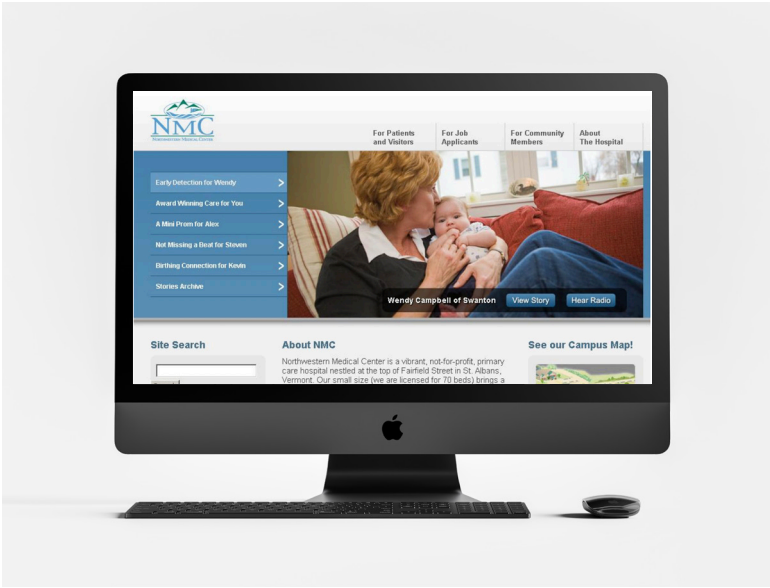 NMC
NORTHWESTERN MEDICAL CENTER
For Patients
and Visitors
For Job
Applicants
For Community
Members
About
The Hospital
Early Detection for Wendy
Award Winning Care for You
A Mini Prom for Alex
Not Missing a Beat for Steven
Birthing Connection for Kevin
Stories Archive
Wendy Campbell of Swanton
View Story
Hear Radio
Site Search
About NMC
Northwestern Medical Center is a vibrant, not-for-profit, primary
care hospital nestled at the top of Fairfield Street in St. Albans,
Vermont. Our small size (we are licensed for 70 beds) brings a
See our Campus Map!